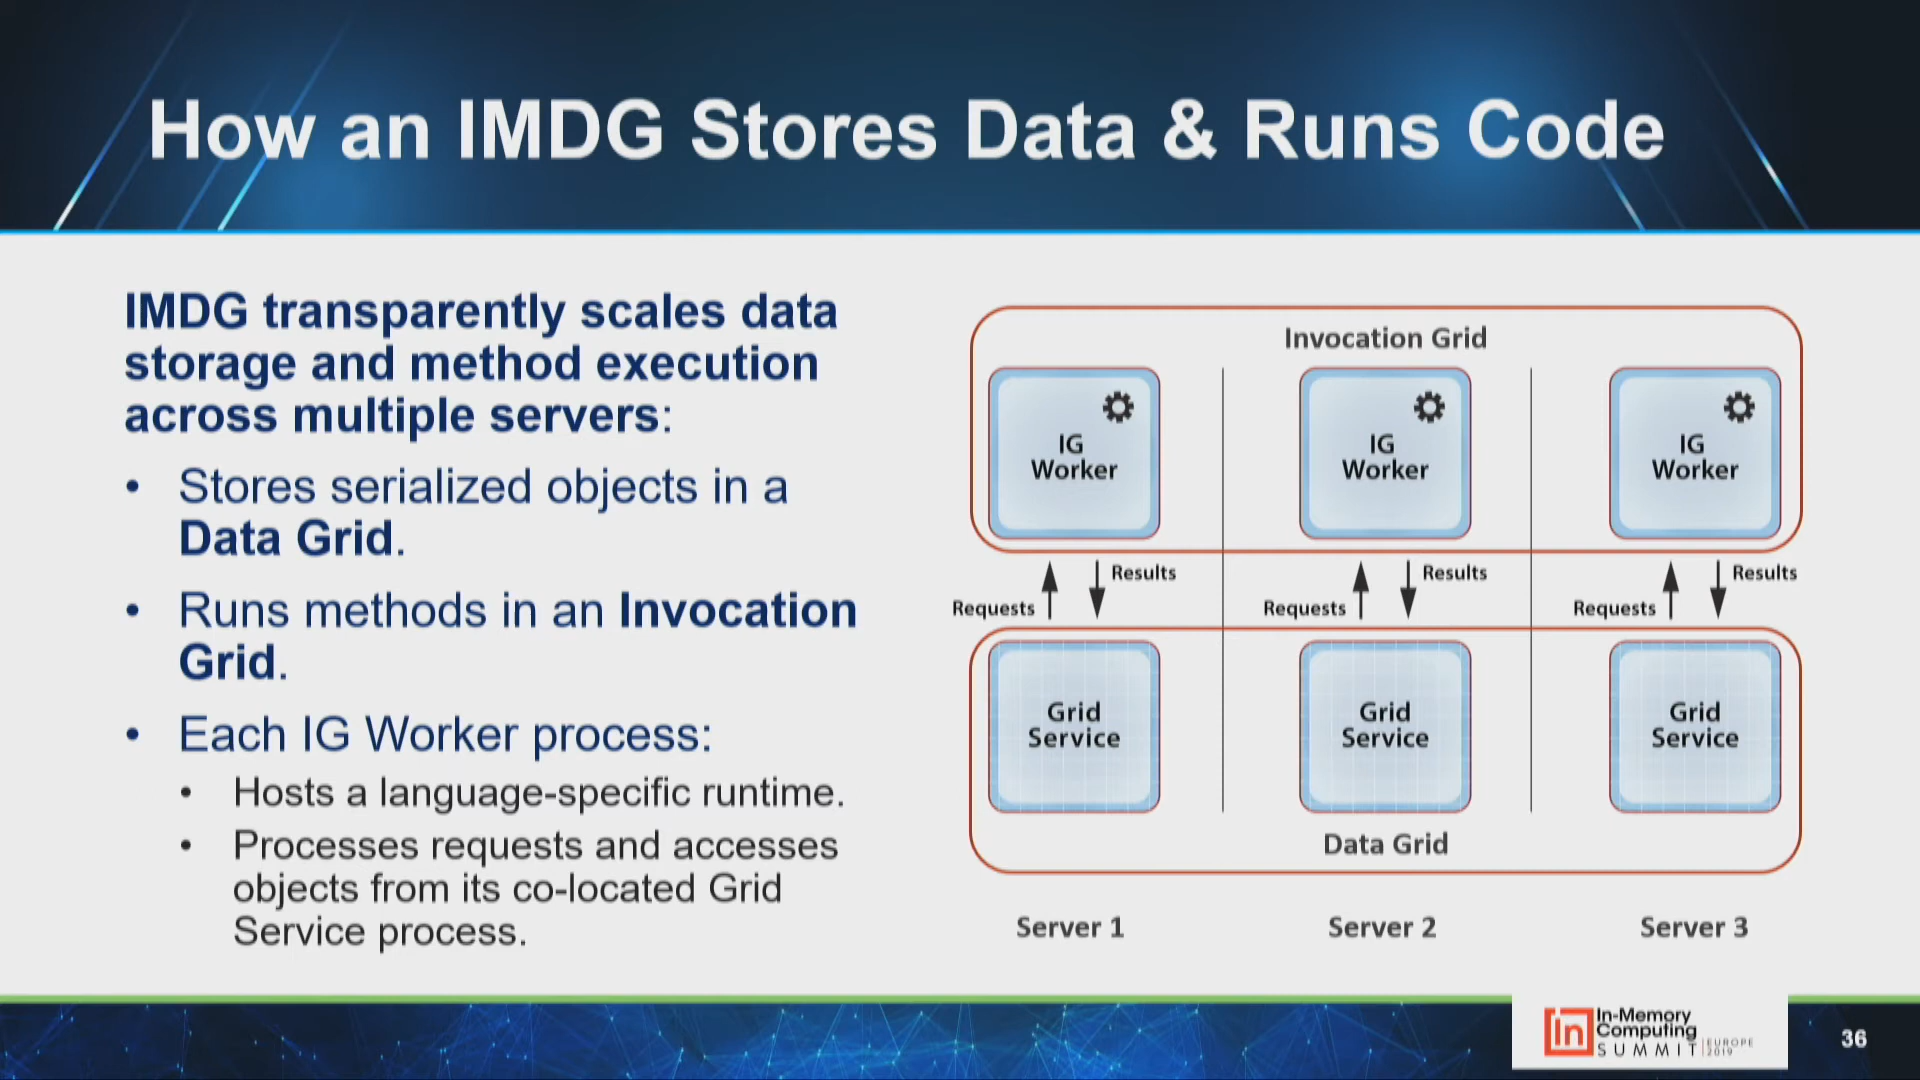 How an IMDG Stores Data & Runs Code
IMDG transparently scales data
storage and method execution
across multiple servers:
• Stores serialized objects in a
Data Grid.
• Runs methods in an Invocation
Grid.
• Each IG Worker process:
• Hosts a language-specific runtime.
• Processes requests and accesses
objects from its co-located Grid
Service process.
Invocation Grid
IG
Worker
IG
Worker
IG
Worker
Requests
Results
Requests
Results
Requests
Results
Grid
Service
Grid
Service
Grid
Service
Data Grid
Server 1
Server 2
Server 3
in
In-Memory
Computing
SUMMIT
EUROPE
2019
36